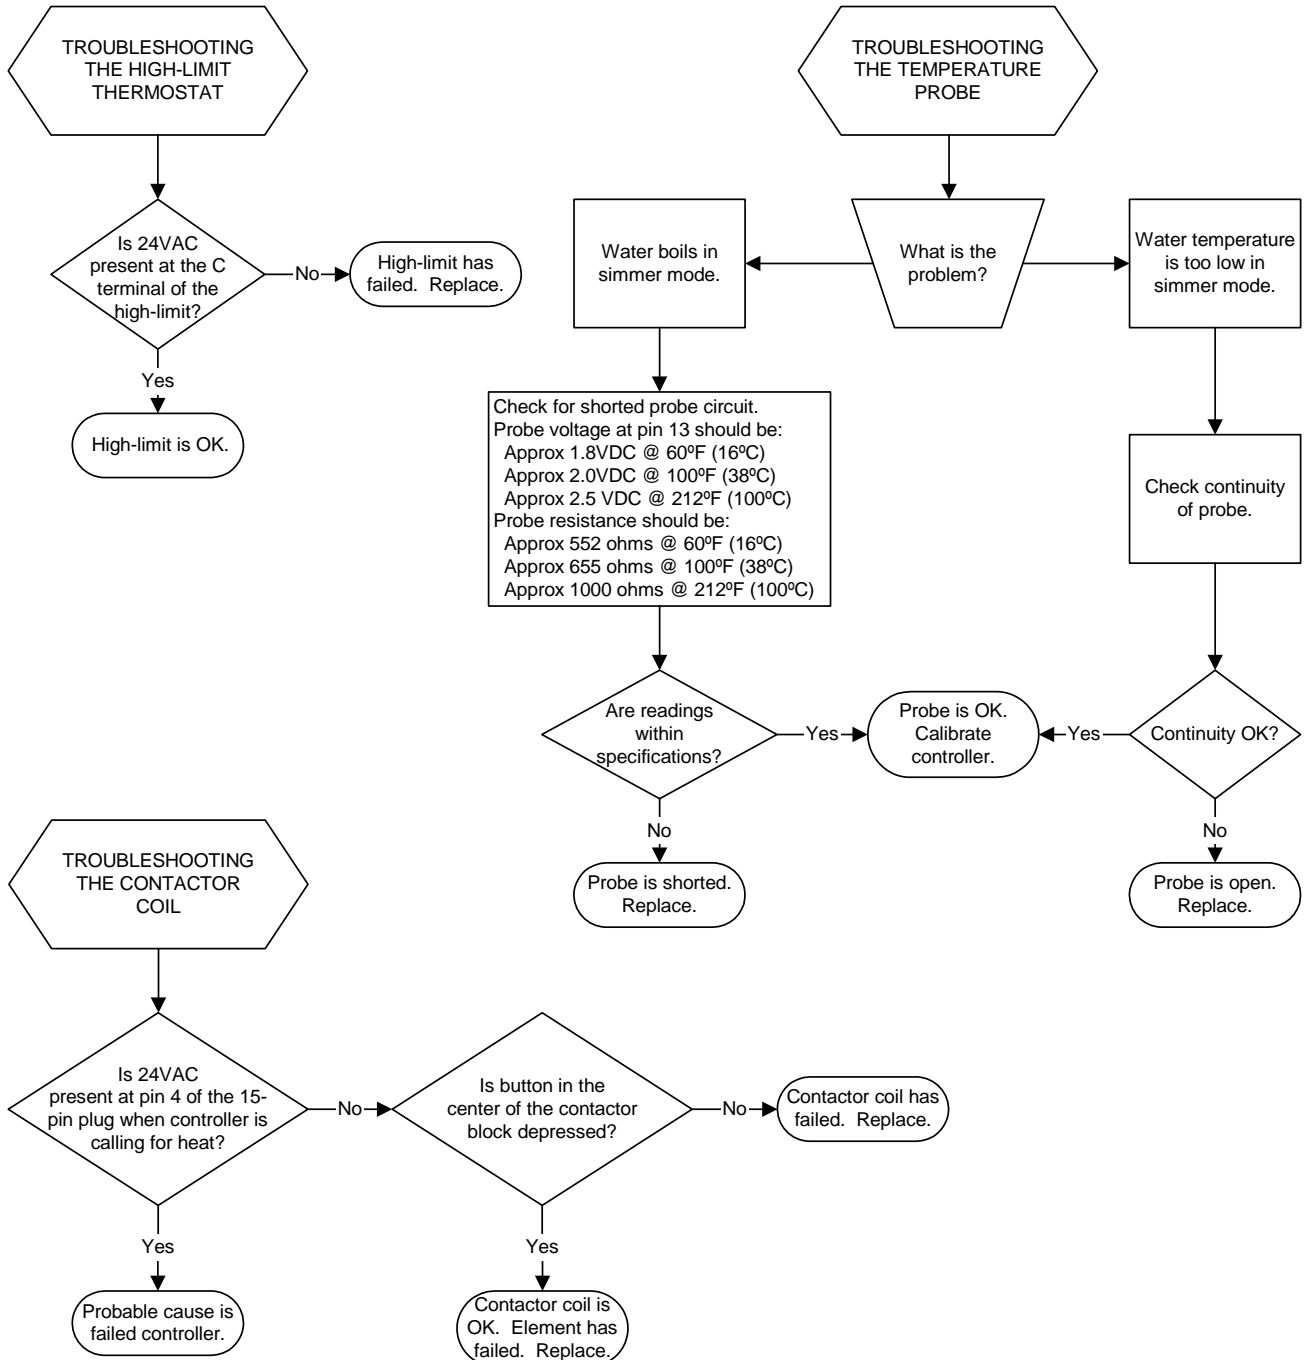 TROUBLESHOOTING
THE HIGH-LIMIT
THERMOSTAT
Is 24VAC
present at the C
terminal of the
high-limit?
No
High-limit has
failed. Replace.
Yes
High-limit is OK.
TROUBLESHOOTING
THE TEMPERATURE
PROBE
What is the
problem?
Water boils in
simmer mode.
Check for shorted probe circuit.
Probe voltage at pin 13 should be:
Approx 1.8VDC @ 60ºF (16ºC)
Approx 2.0VDC @ 100ºF (38ºC)
Approx 2.5 VDC @ 212ºF (100ºC)
Probe resistance should be:
Approx 552 ohms @ 60ºF (16ºC)
Approx 655 ohms @ 100ºF (38ºC)
Approx 1000 ohms @ 212ºF (100ºC)
Are readings
within
specifications?
Yes
Probe is OK.
Calibrate
controller.
No
Probe is shorted.
Replace.
Water temperature
is too low in
simmer mode.
Check continuity
of probe.
Continuity OK?
Yes
No
Probe is open.
Replace.
TROUBLESHOOTING
THE CONTACTOR
COIL
Is 24VAC
present at pin 4 of the 15-
pin plug when controller is
calling for heat?
No
Is button in the
center of the contactor
block depressed?
No
Contactor coil has
failed. Replace.
Yes
Probable cause is
failed controller.
Yes
Contactor coil is
OK. Element has
failed. Replace.